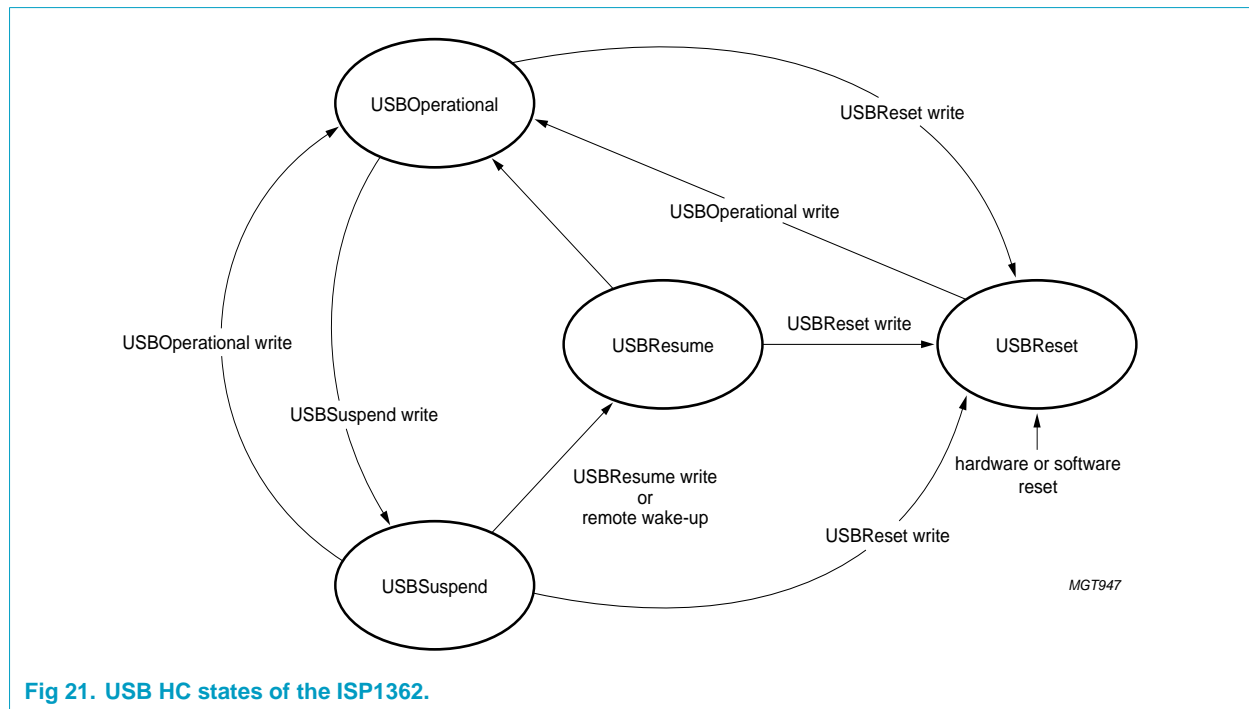 USBOperational
USBReset write
USBOperational write
USBResume
USBReset write
USBReset
USBOperational write
USBSuspend write
hardware or software
reset
USBResume write
or
remote wake-up
USBReset write
USBSuspend
MGT947
Fig 21. USB HC states of the ISP1362.